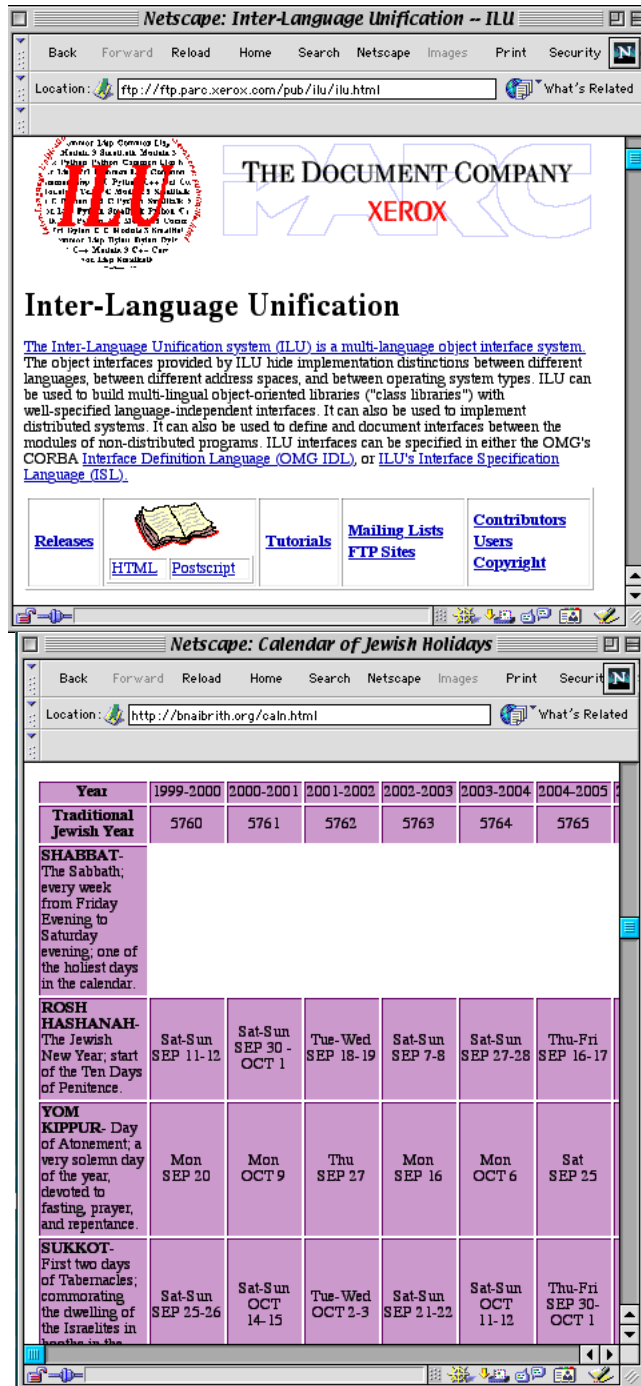 Netscape: Inter-Language Unification -- ILU
Back Forward Reload Home Search Netscape Images Print Security N
Location: ftp://ftp.parc.xerox.com/pub/ilu/ilu.html What's Related
ILU
THE DOCUMENT COMPANY
XEROX
PARC
Inter-Language Unification
The Inter-Language Unification system (ILU) is a multi-language object interface system.
The object interfaces provided by ILU hide implementation distinctions between different
languages, between different address spaces, and between operating system types. ILU can
be used to build multi-lingual object-oriented libraries ("class libraries") with
well-specified language-independent interfaces. It can also be used to implement
distributed systems. It can also be used to define and document interfaces between the
modules of non-distributed programs. ILU interfaces can be specified in either the OMG's
CORBA Interface Definition Language (OMG IDL), or ILU's Interface Specification
Language (ISL).
Releases
HTML Postscript
Tutorials
Mailing Lists
FTP Sites
Contributors
Users
Copyright
Netscape: Calendar of Jewish Holidays
Back Forward Reload Home Search Netscape Images Print Securit N
Location: http://bnaibrith.org/caln.html What's Related
Year 1999-2000 2000-2001 2001-2002 2002-2003 2003-2004 2004-2005
Traditional
Jewish Year
5760 5761 5762 5763 5764 5765
SHABBAT-
The Sabbath;
every week
from Friday
Evening to
Saturday
evening; one of
the holiest days
in the calendar.
ROSH
HASHANAH-
The Jewish
New Year; start
of the Ten Days
of Penitence.
Sat-Sun
SEP 11-12
Sat-Sun
SEP 30 -
OCT 1
Tue-Wed
SEP 18-19
Sat-Sun
SEP 7-8
Sat-Sun
SEP 27-28
Thu-Fri
SEP 16-17
YOM
KIPPUR- Day
of Atonement; a
very solemn day
of the year,
devoted to
fasting, prayer,
and repentance.
Mon
SEP 20
Mon
OCT 9
Thu
SEP 27
Mon
SEP 16
Mon
OCT 6
Sat
SEP 25
SUKKOT-
First two days
of Tabernacles;
commorating
the dwelling of
the Israelites in
booths in the
Sat-Sun
SEP 25-26
Sat-Sun
OCT
14-15
Tue-Wed
OCT 2-3
Sat-Sun
SEP 21-22
Sat-Sun
OCT
11-12
Thu-Fri
SEP 30-
OCT 1